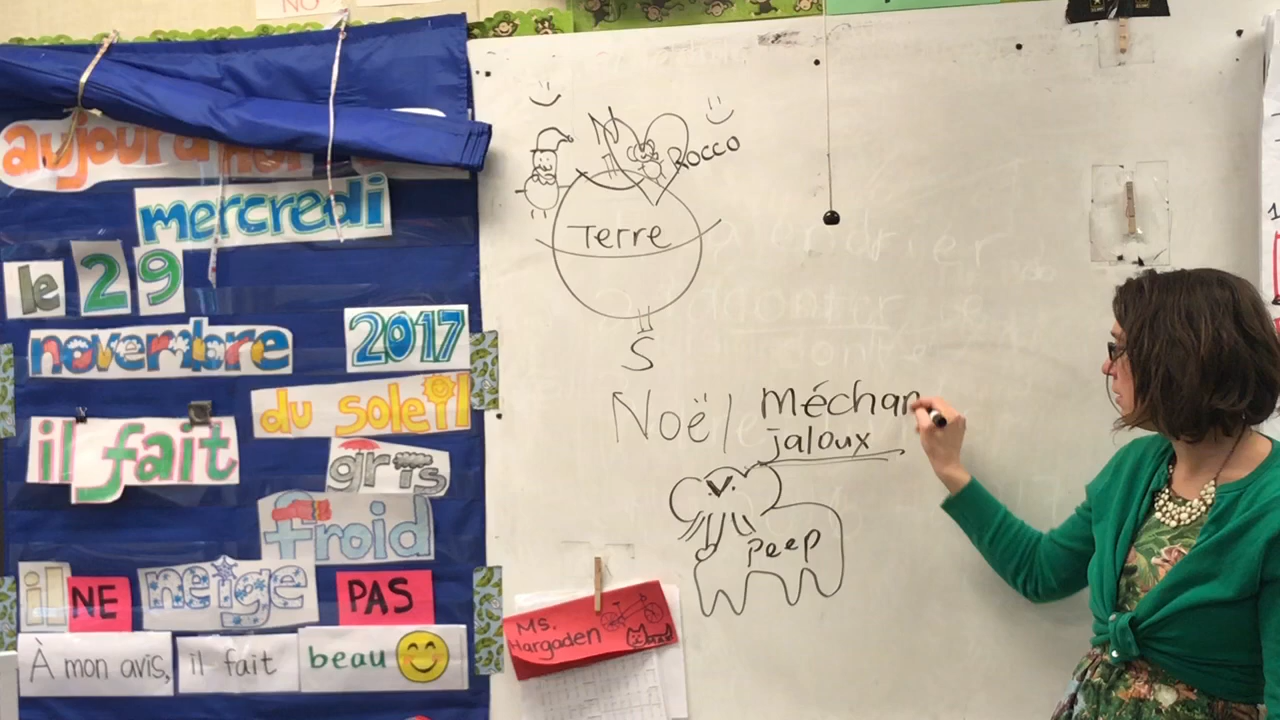 NO
aujourd'hui
mercredi
le 29
novembre 2017
il fait du soleil
gris
froid
il NE neige PAS
À mon avis, il fait beau
N
ROCCO
Terre
S
Noël
méchan
jaloux
Peep
Ms.
Hargaden